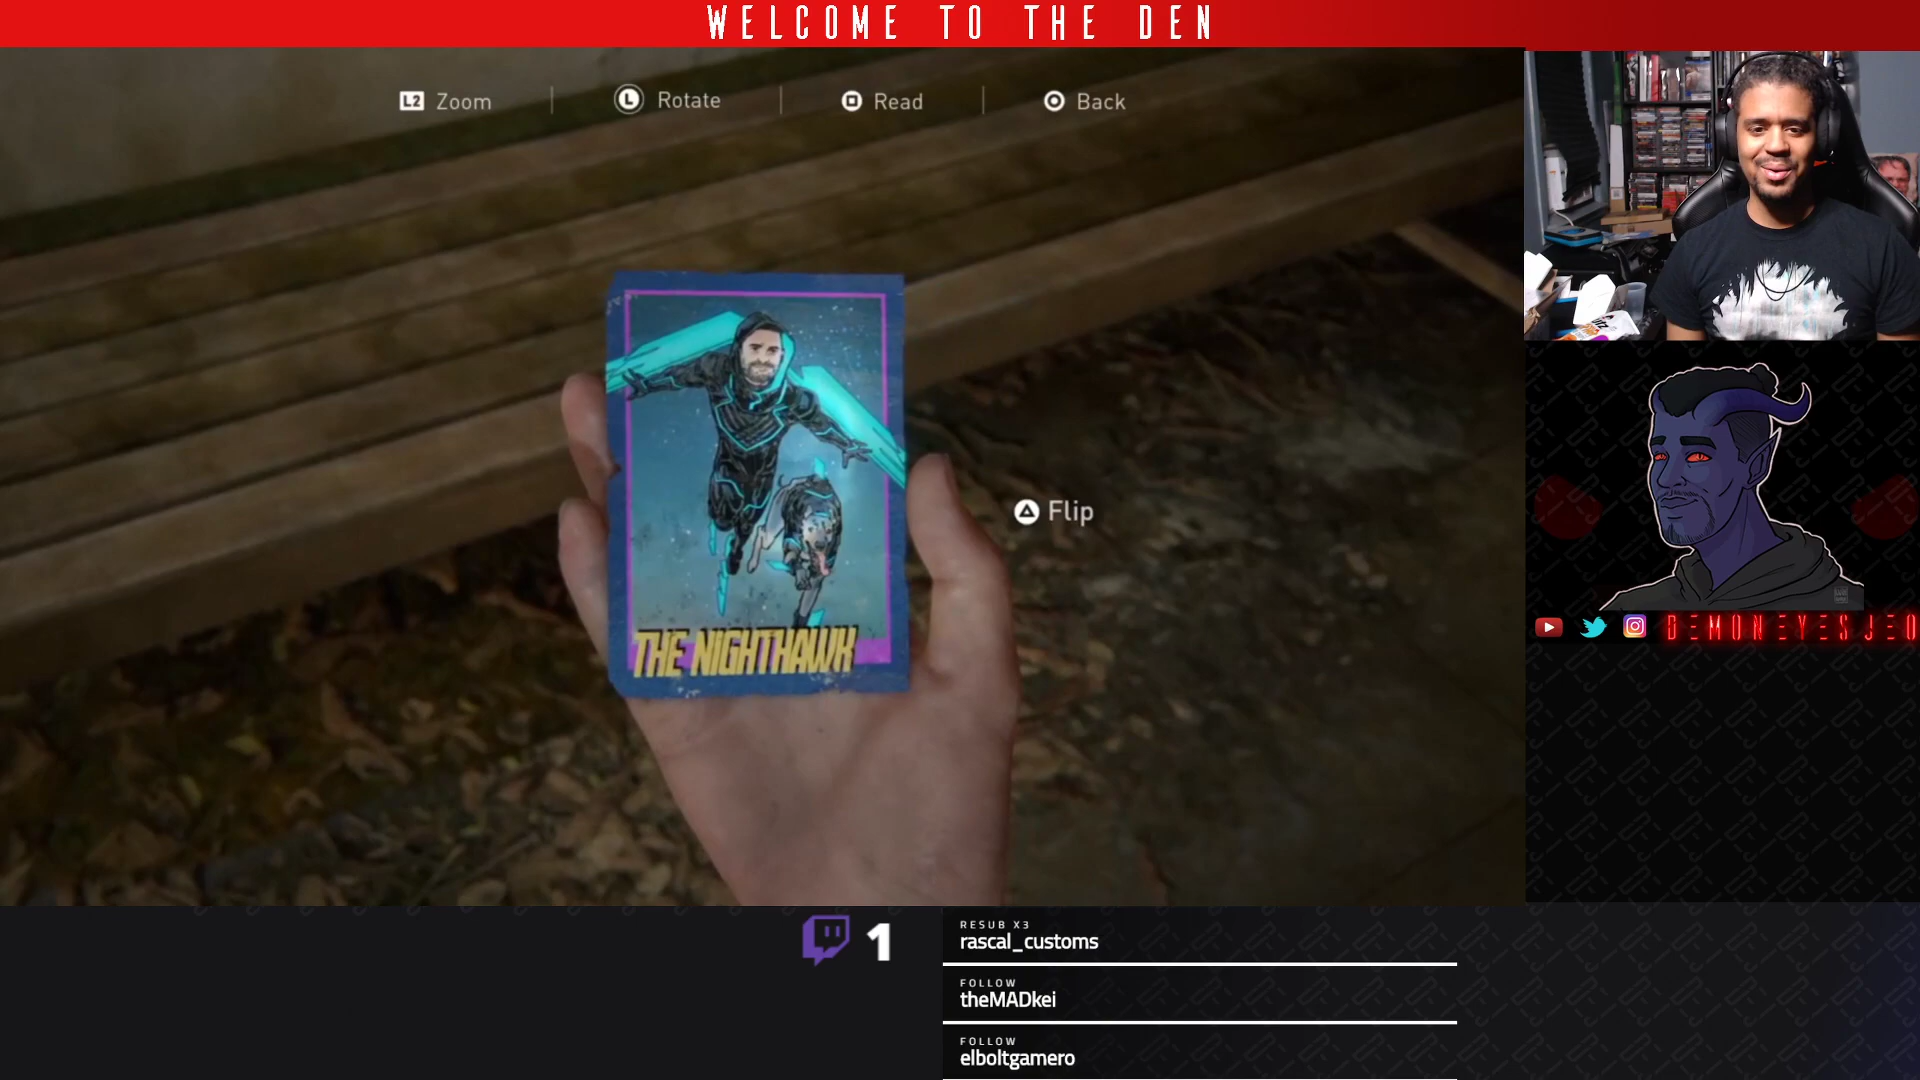 WELCOME TO THE DEN
L2 Zoom
L Rotate
Read
Back
Flip
THE NIGHTHAWK
DEMONEYESJEO
1
RESUB X3
rascal_customs
FOLLOW
theMADkei
FOLLOW
elboltgamero